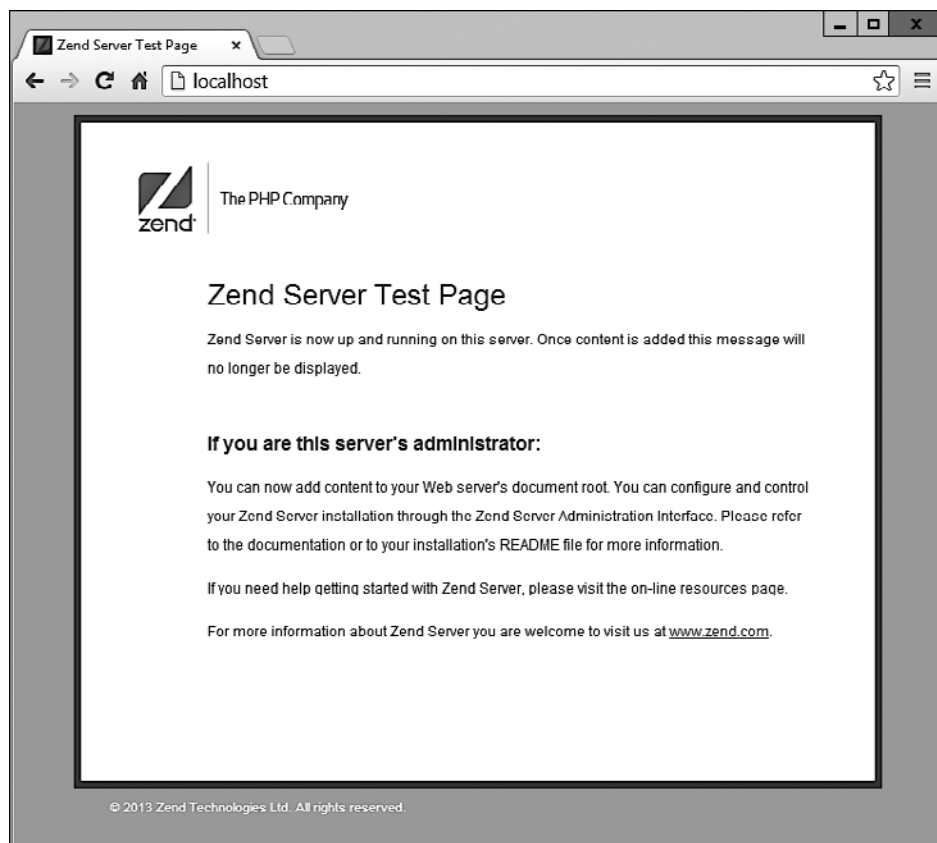 Zend Server Test Page
localhost
zend
The PHP Company
Zend Server Test Page
Zend Server is now up and running on this server. Once content is added this message will
no longer be displayed.
If you are this server's administrator:
You can now add content to your Web server's document root. You can configure and control
your Zend Server installation through the Zend Server Administration Interface. Please refer
to the documentation or to your installation's README file for more information.
If you need help getting started with Zend Server, please visit the on-line resources page.
For more information about Zend Server you are welcome to visit us at www.zend.com.
© 2013 Zend Technologies Ltd. All rights reserved.